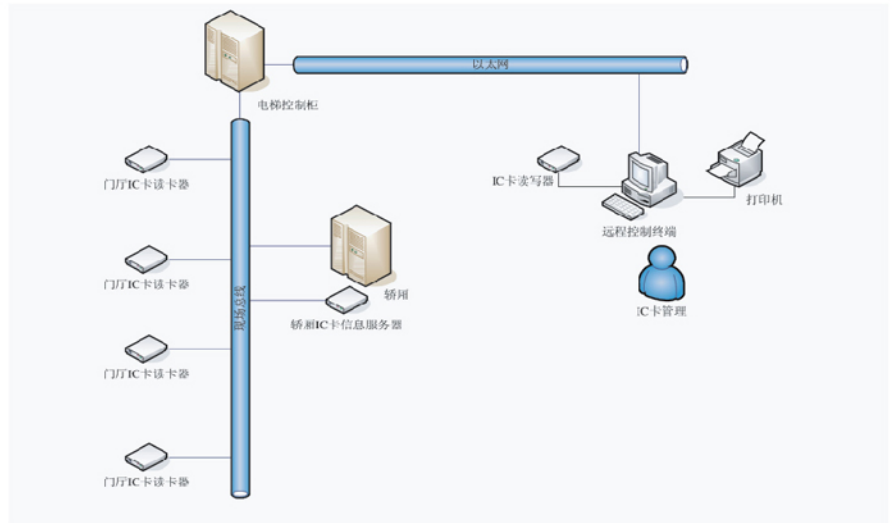 以太网
电梯控制柜
门厅IC卡读卡器
IC卡读写器
打印机
远程控制终端
门厅IC卡读卡器
现场总线
轿厢
IC卡管理
轿厢IC卡信息服务器
门厅IC卡读卡器
门厅IC卡读卡器